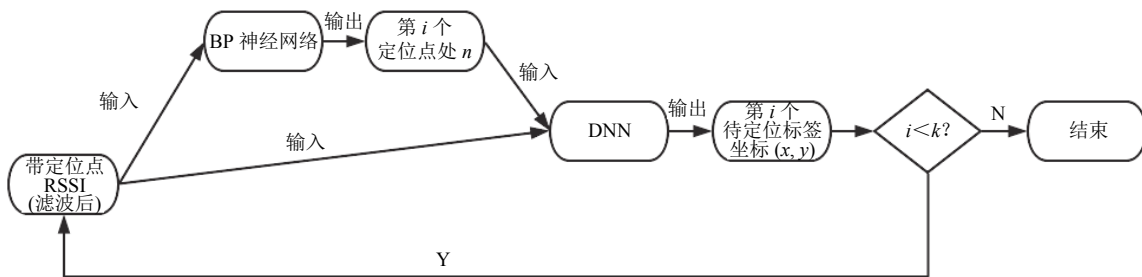 BP 神经网络
输出
第 i 个
定位点处 n
输入
输入
输入
带定位点
RSSI
(滤波后)
DNN
输出
第 i 个
待定位标签
坐标 (x, y)
i＜k?
N
结束
Y